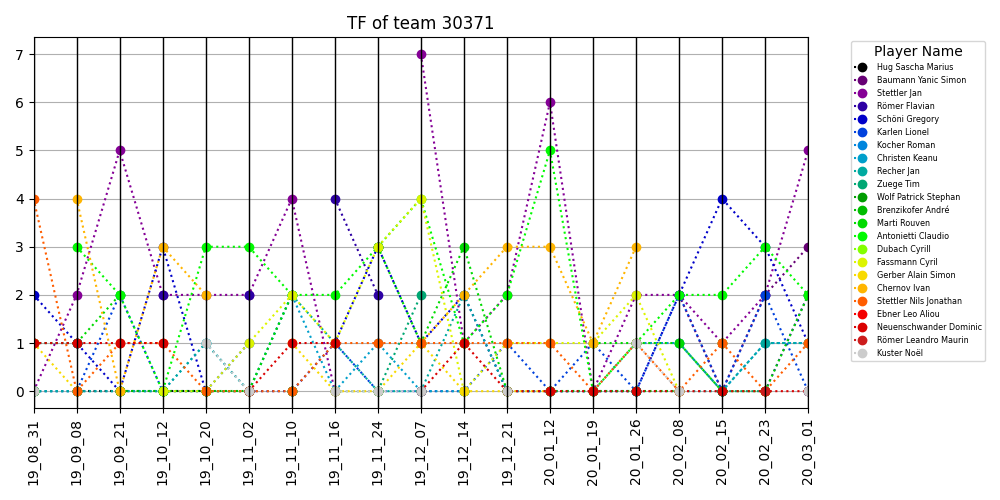 TF of team 30371
7
6
5
4
3
2
1
0
19_08_31
19_09_08
19_09_21
19_10_12
19_10_20
19_11_02
19_11_10
19_11_16
19_11_24
19_12_07
19_12_14
19_12_21
20_01_12
20_01_19
20_01_26
20_02_08
20_02_15
20_02_23
20_03_01
Player Name
Hug Sascha Marius
Baumann Yanic Simon
Stettler Jan
Römer Flavian
Schöni Gregory
Karlen Lionel
Kocher Roman
Christen Keanu
Recher Jan
Zuege Tim
Wolf Patrick Stephan
Brenzikofer André
Marti Rouven
Antonietti Claudio
Dubach Cyrill
Fassmann Cyril
Gerber Alain Simon
Chernov Ivan
Stettler Nils Jonathan
Ebner Leo Aliou
Neuenschwander Dominic
Römer Leandro Maurin
Kuster Noël